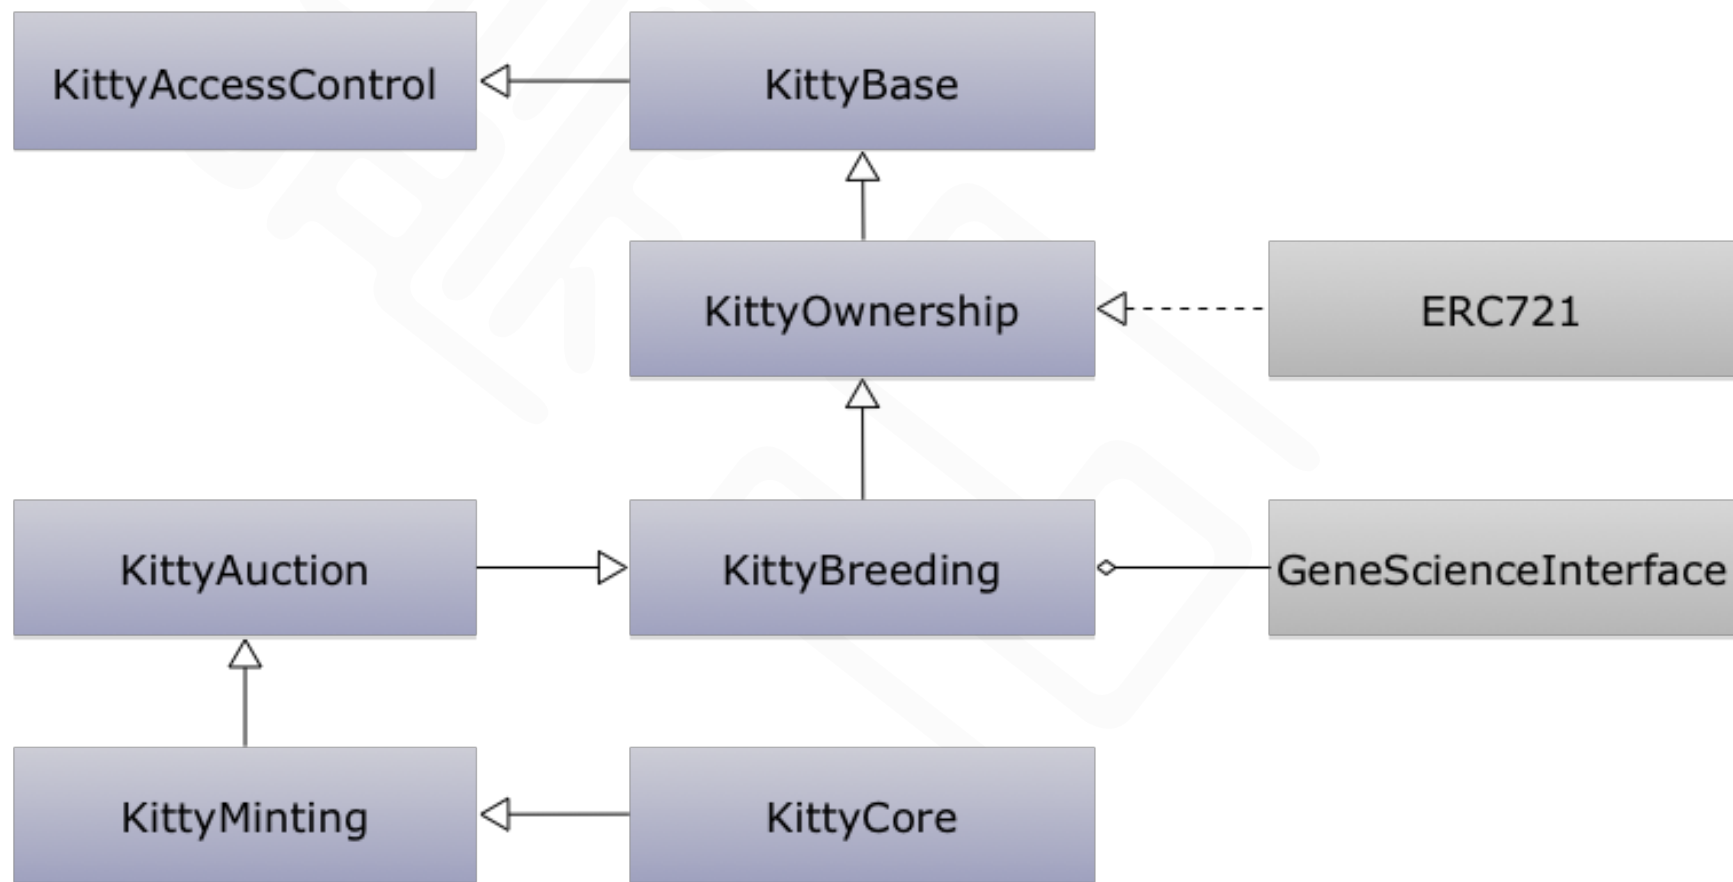 KittyAccessControl
KittyBase
KittyOwnership
ERC721
KittyAuction
KittyBreeding
GeneScienceInterface
KittyMinting
KittyCore